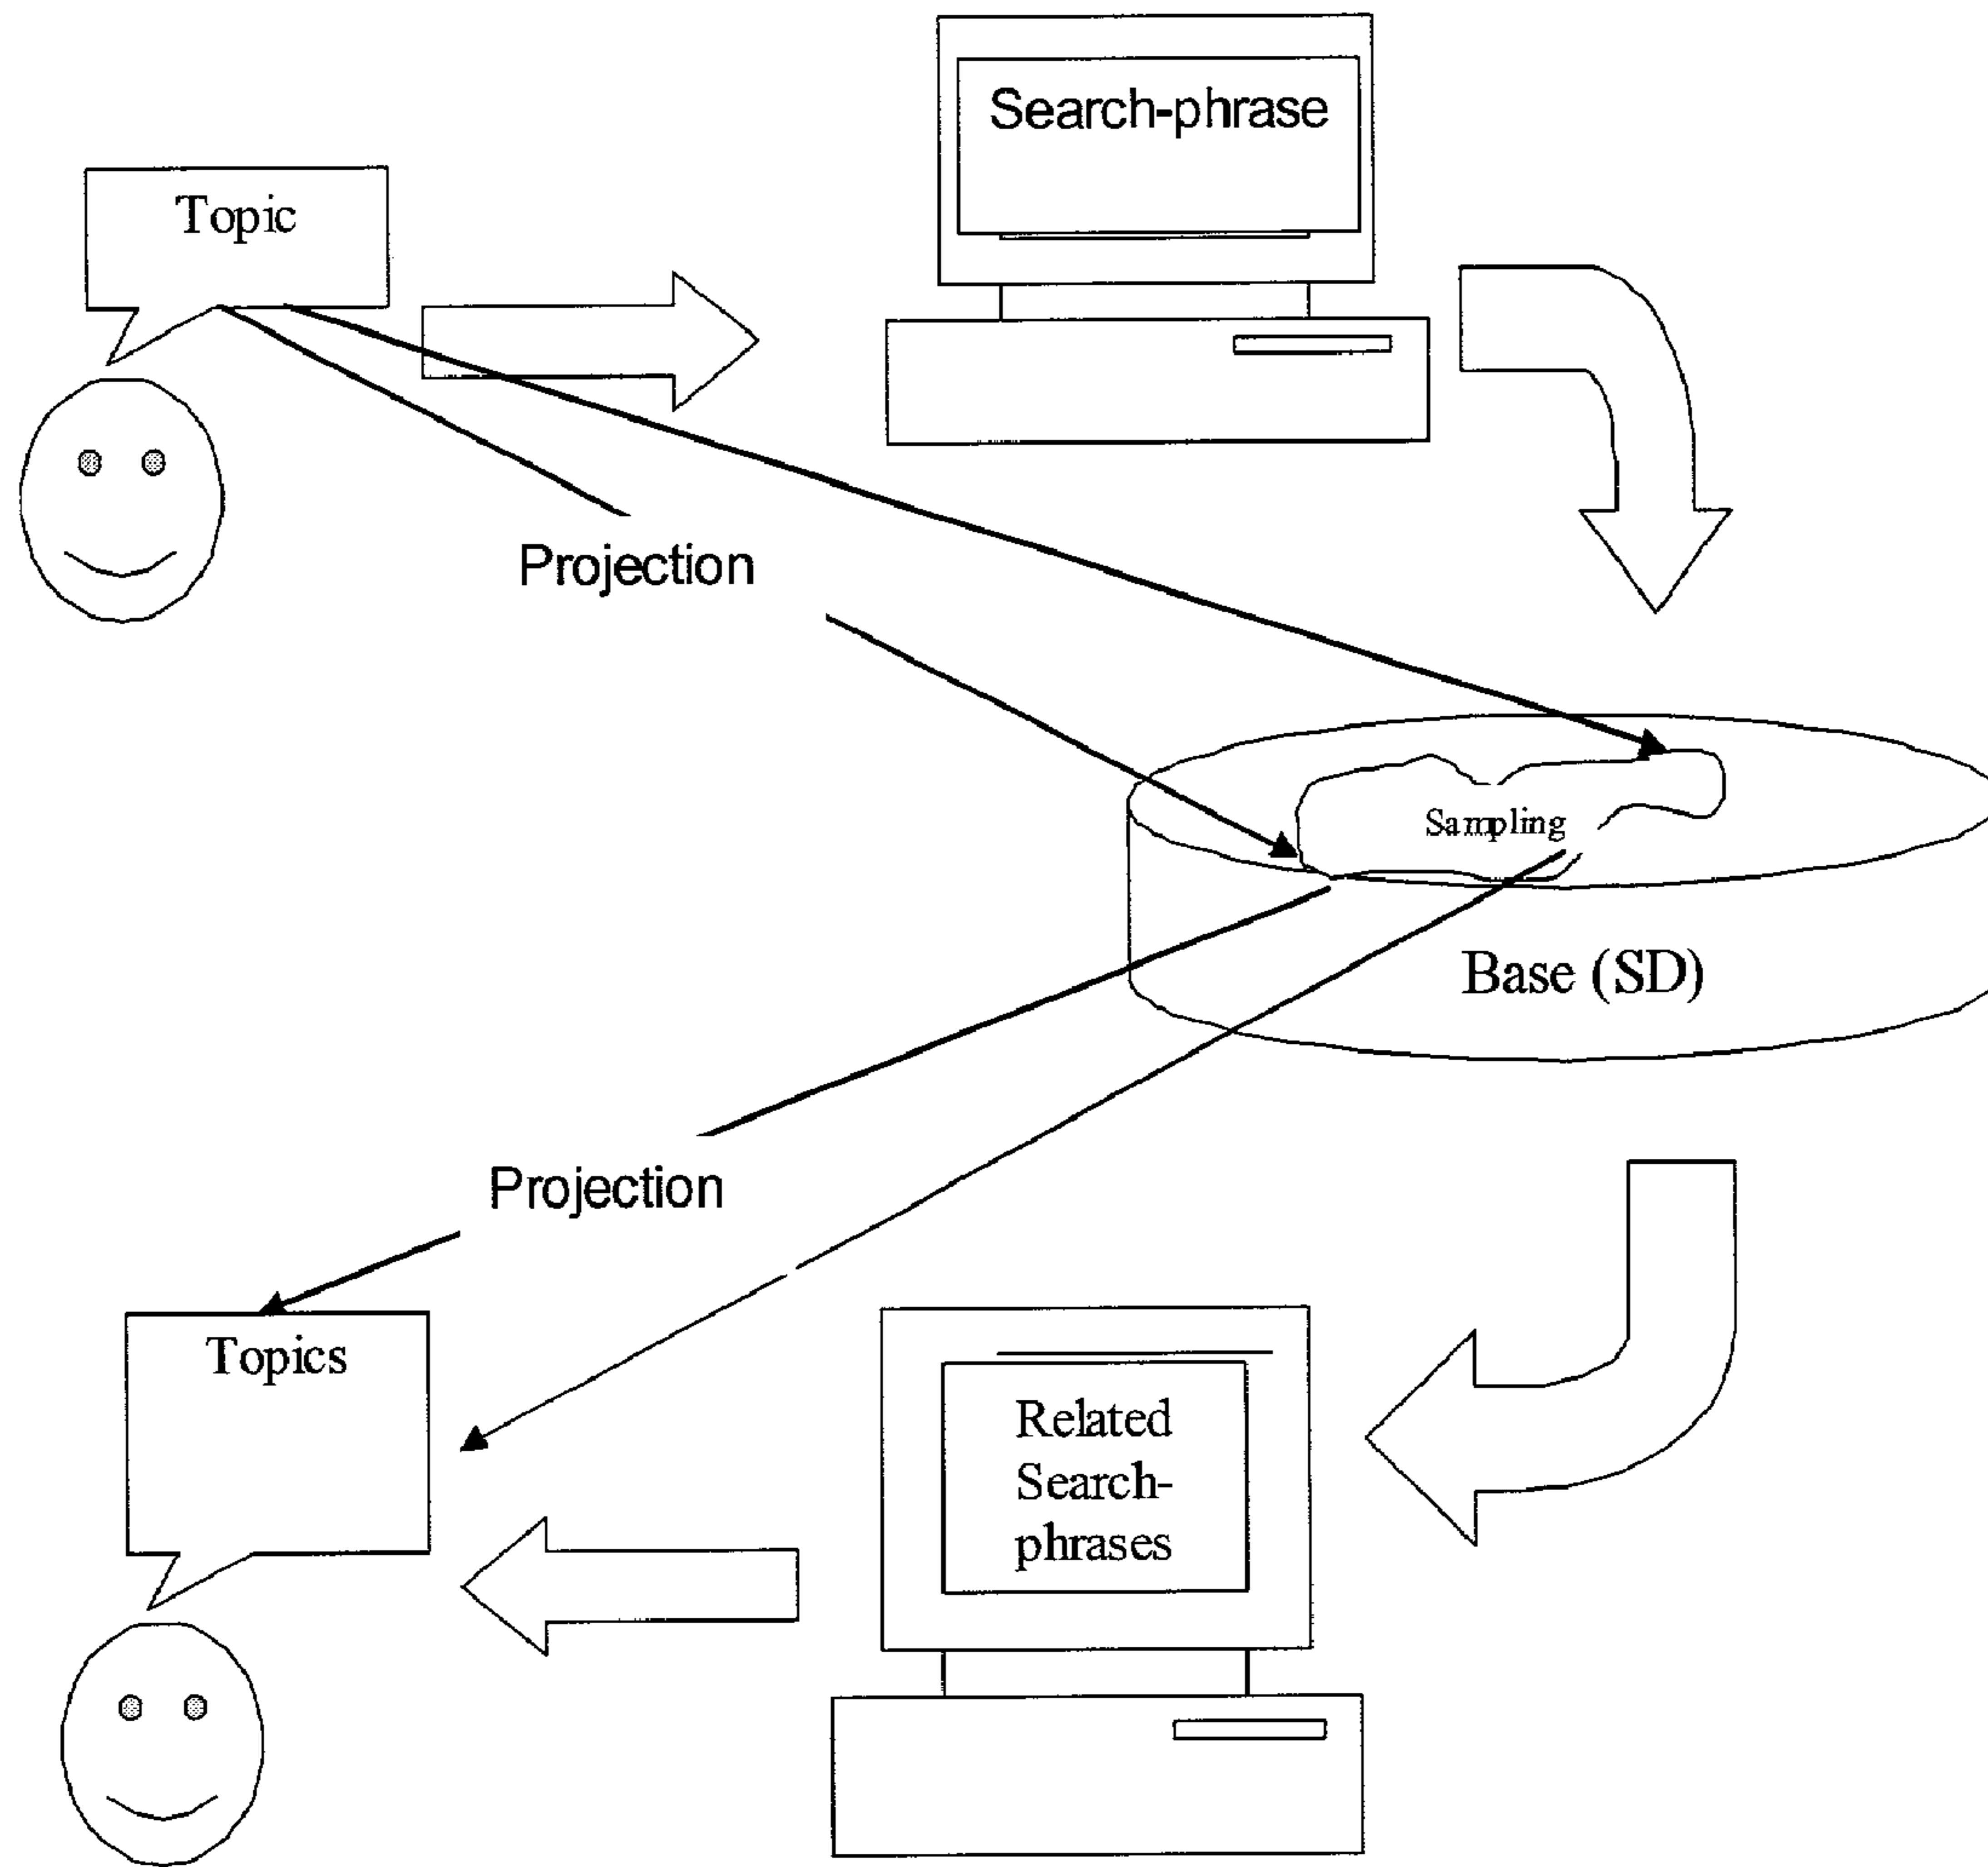 Search-phrase
Topic
Projection
Sampling
Base (SD)
Projection
Topics
Related
Search-
phrases